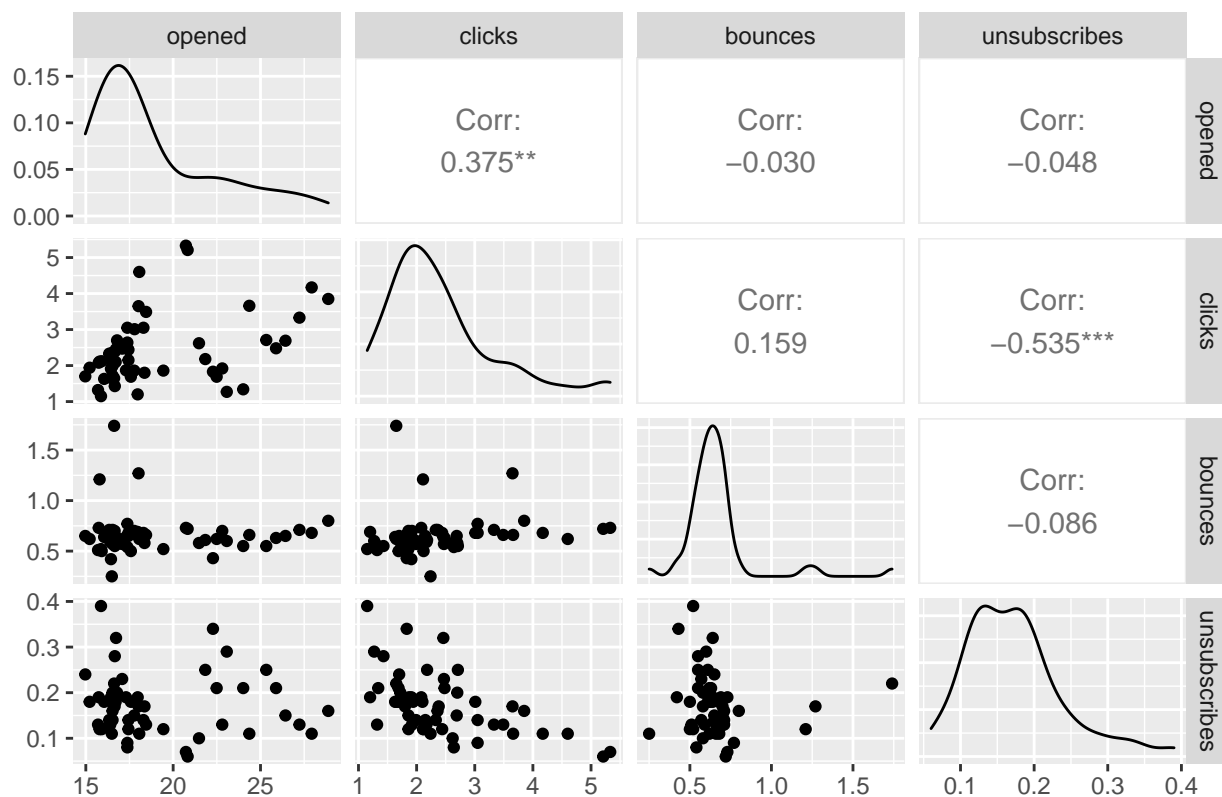 opened
clicks
bounces
unsubscribes
0.15
0.10
0.05
0.00
Corr:
0.375**
Corr:
−0.030
Corr:
−0.048
opened
5
4
3
2
1
Corr:
0.159
Corr:
−0.535***
clicks
1.5
1.0
0.5
Corr:
−0.086
bounces
0.4
0.3
0.2
0.1
unsubscribes
15
20
25
1
2
3
4
5
0.5
1.0
1.5
0.1
0.2
0.3
0.4